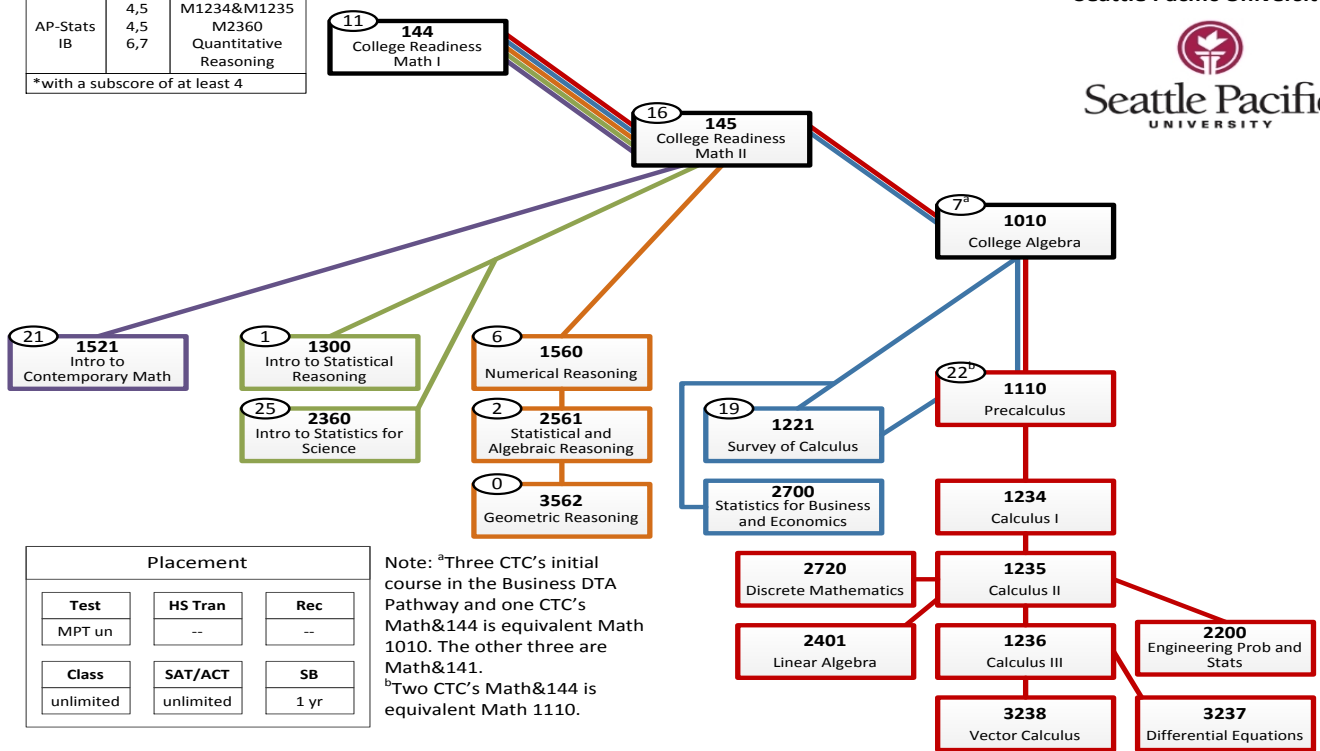 4,5 M1234&M1235
AP-Stats 4,5 M2360
IB 6,7 Quantitative
Reasoning
*with a subscore of at least 4
11
144
College Readiness
Math I
Seattle Pacific
UNIVERSITY
16
145
College Readiness
Math II
7a
1010
College Algebra
21
1521
Intro to
Contemporary Math
1
1300
Intro to Statistical
Reasoning
6
1560
Numerical Reasoning
22b
1110
Precalculus
25
2360
Intro to Statistics for
Science
2
2561
Statistical and
Algebraic Reasoning
19
1221
Survey of Calculus
0
3562
Geometric Reasoning
2700
Statistics for Business
and Economics
1234
Calculus I
Placement
Test HS Tran Rec
MPT un -- --
Class SAT/ACT SB
unlimited unlimited 1 yr
Note: aThree CTC's initial
course in the Business DTA
Pathway and one CTC's
Math&144 is equivalent Math
1010. The other three are
Math&141.
bTwo CTC's Math&144 is
equivalent Math 1110.
2720
Discrete Mathematics
1235
Calculus II
2401
Linear Algebra
1236
Calculus III
2200
Engineering Prob and
Stats
3238
Vector Calculus
3237
Differential Equations